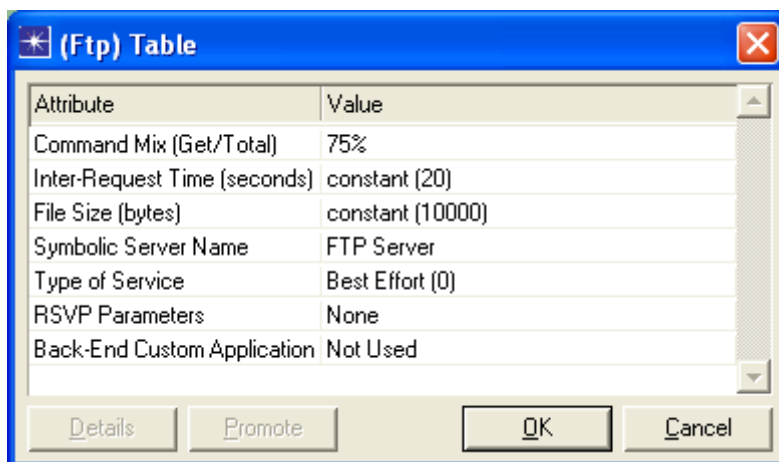 (Ftp) Table
Attribute Value
Command Mix (Get/Total) 75%
Inter-Request Time (seconds) constant (20)
File Size (bytes) constant (10000)
Symbolic Server Name FTP Server
Type of Service Best Effort (0)
RSVP Parameters None
Back-End Custom Application Not Used
Details Promote OK Cancel